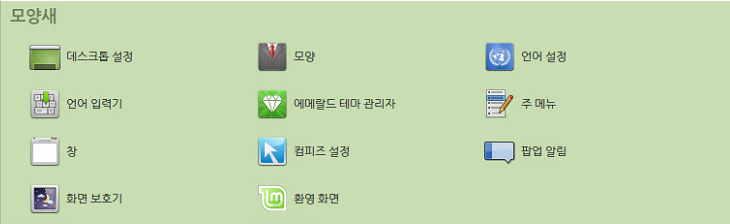 모양새
데스크톱 설정
모양
언어 설정
언어 입력기
에메랄드 테마 관리자
주 메뉴
창
컴피즈 설정
팝업 알림
화면 보호기
환영 화면